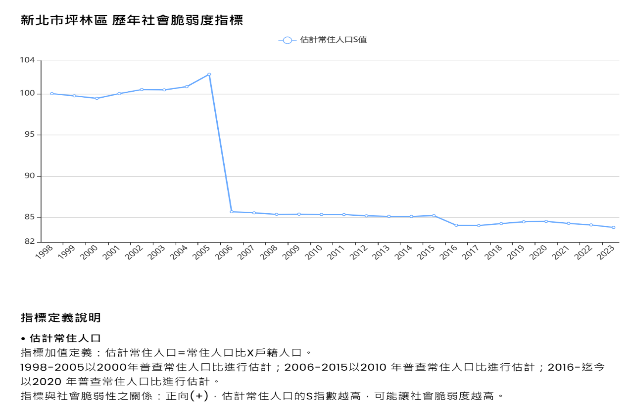 新北市坪林區 歷年社會脆弱度指標
估計常住人口S值
104
100
95
90
85
82
1998 1999 2000 2001 2002 2003 2004 2005 2006 2007 2008 2009 2010 2011 2012 2013 2014 2015 2016 2017 2018 2019 2020 2021 2022 2023
指標定義說明
• 估計常住人口
指標加值定義：估計常住人口=常住人口比X戶籍人口。
1998-2005以2000年普查常住人口比進行估計；2006-2015以2010 年普查常住人口比進行估計；2016-迄今
以2020 年普查常住人口比進行估計。
指標與社會脆弱性之關係：正向(+)，估計常住人口的S指數越高，可能讓社會脆弱度越高。